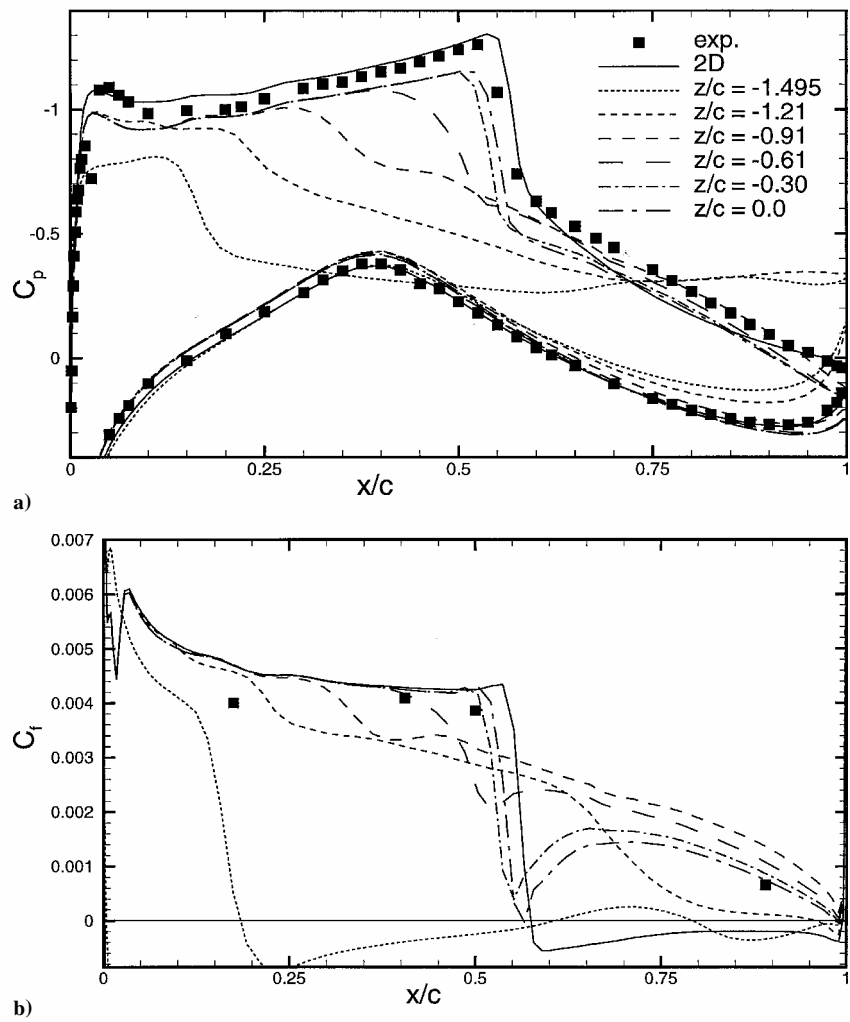 -1
-0.5
0
C_p
exp.
2D
z/c = -1.495
z/c = -1.21
z/c = -0.91
z/c = -0.61
z/c = -0.30
z/c = 0.0
0
0.25
0.5
0.75
1
x/c
a)
0.007
0.006
0.005
0.004
0.003
0.002
0.001
0
C_f
0
0.25
0.5
0.75
1
x/c
b)